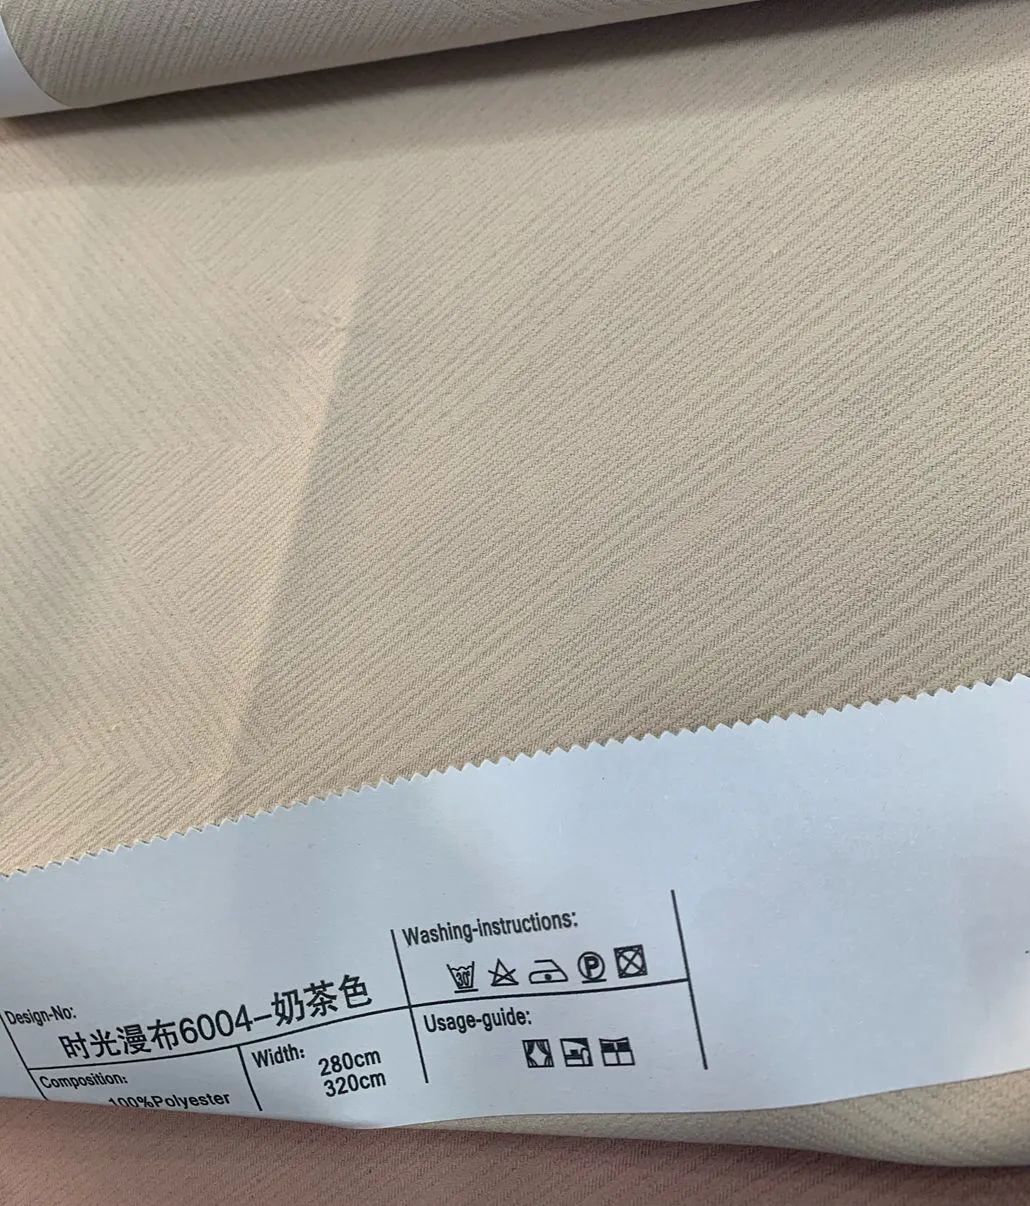 Design-No:
时光漫布6004-奶茶色
Composition:
100%Polyester
Width:
280cm
320cm
Washing-instructions:
30°
P
Usage-guide: